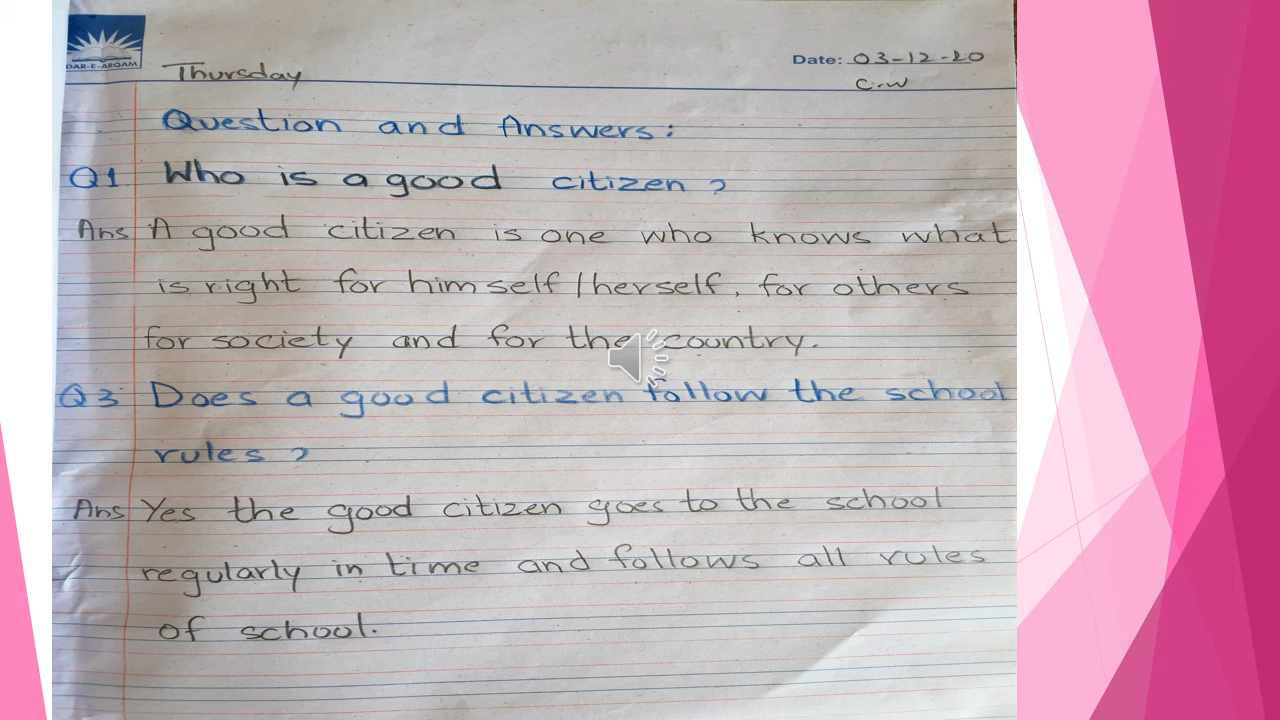 DAR-E-ARQAM
Thursday
Date: 03-12-20
C.W
Question and Answers:
Q1 Who is a good citizen ?
Ans A good citizen is one who knows what
is right for himself/herself, for others
for society and for the country.
Q3 Does a good citizen follow the school
rules ?
Ans Yes the good citizen goes to the school
regularly in time and follows all rules
of school.